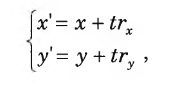 x' = x + tr_x
y' = y + tr_y ,